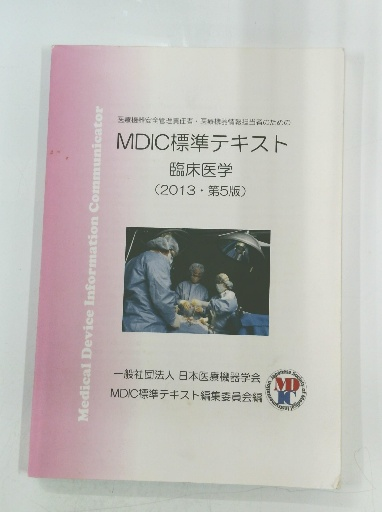 医療機器安全管理責任者・医療機器情報担当者のための
MDIC標準テキスト
臨床医学
（2013・第5版）
Medical Device Information Communicator
一般社団法人 日本医療機器学会
MDIC標準テキスト編集委員会編
MD
IC